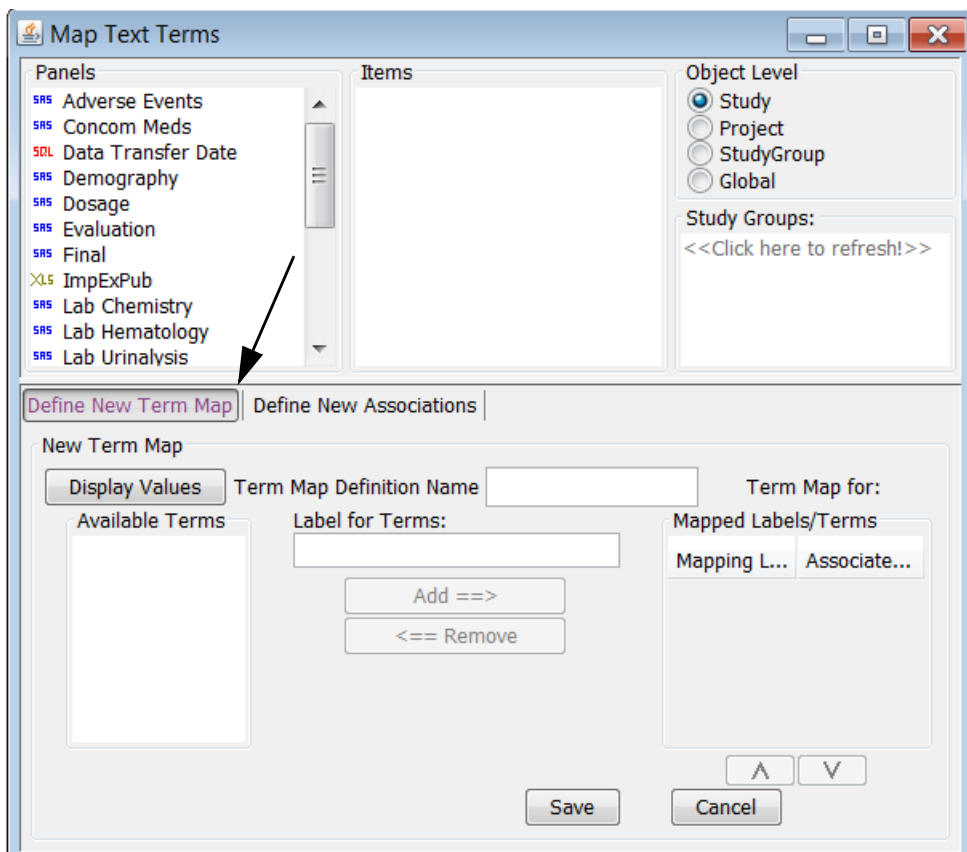 Map Text Terms
Panels
SAS Adverse Events
SAS Concom Meds
SQL Data Transfer Date
SAS Demography
SAS Dosage
SAS Evaluation
SAS Final
XLS ImpExPub
SAS Lab Chemistry
SAS Lab Hematology
SAS Lab Urinalysis
Items
Object Level
Study
Project
StudyGroup
Global
Study Groups:
<<Click here to refresh!>>
Define New Term Map
Define New Associations
New Term Map
Display Values
Term Map Definition Name
Term Map for:
Available Terms
Label for Terms:
Add ==>
<== Remove
Mapped Labels/Terms
Mapping L... Associate...
Save
Cancel